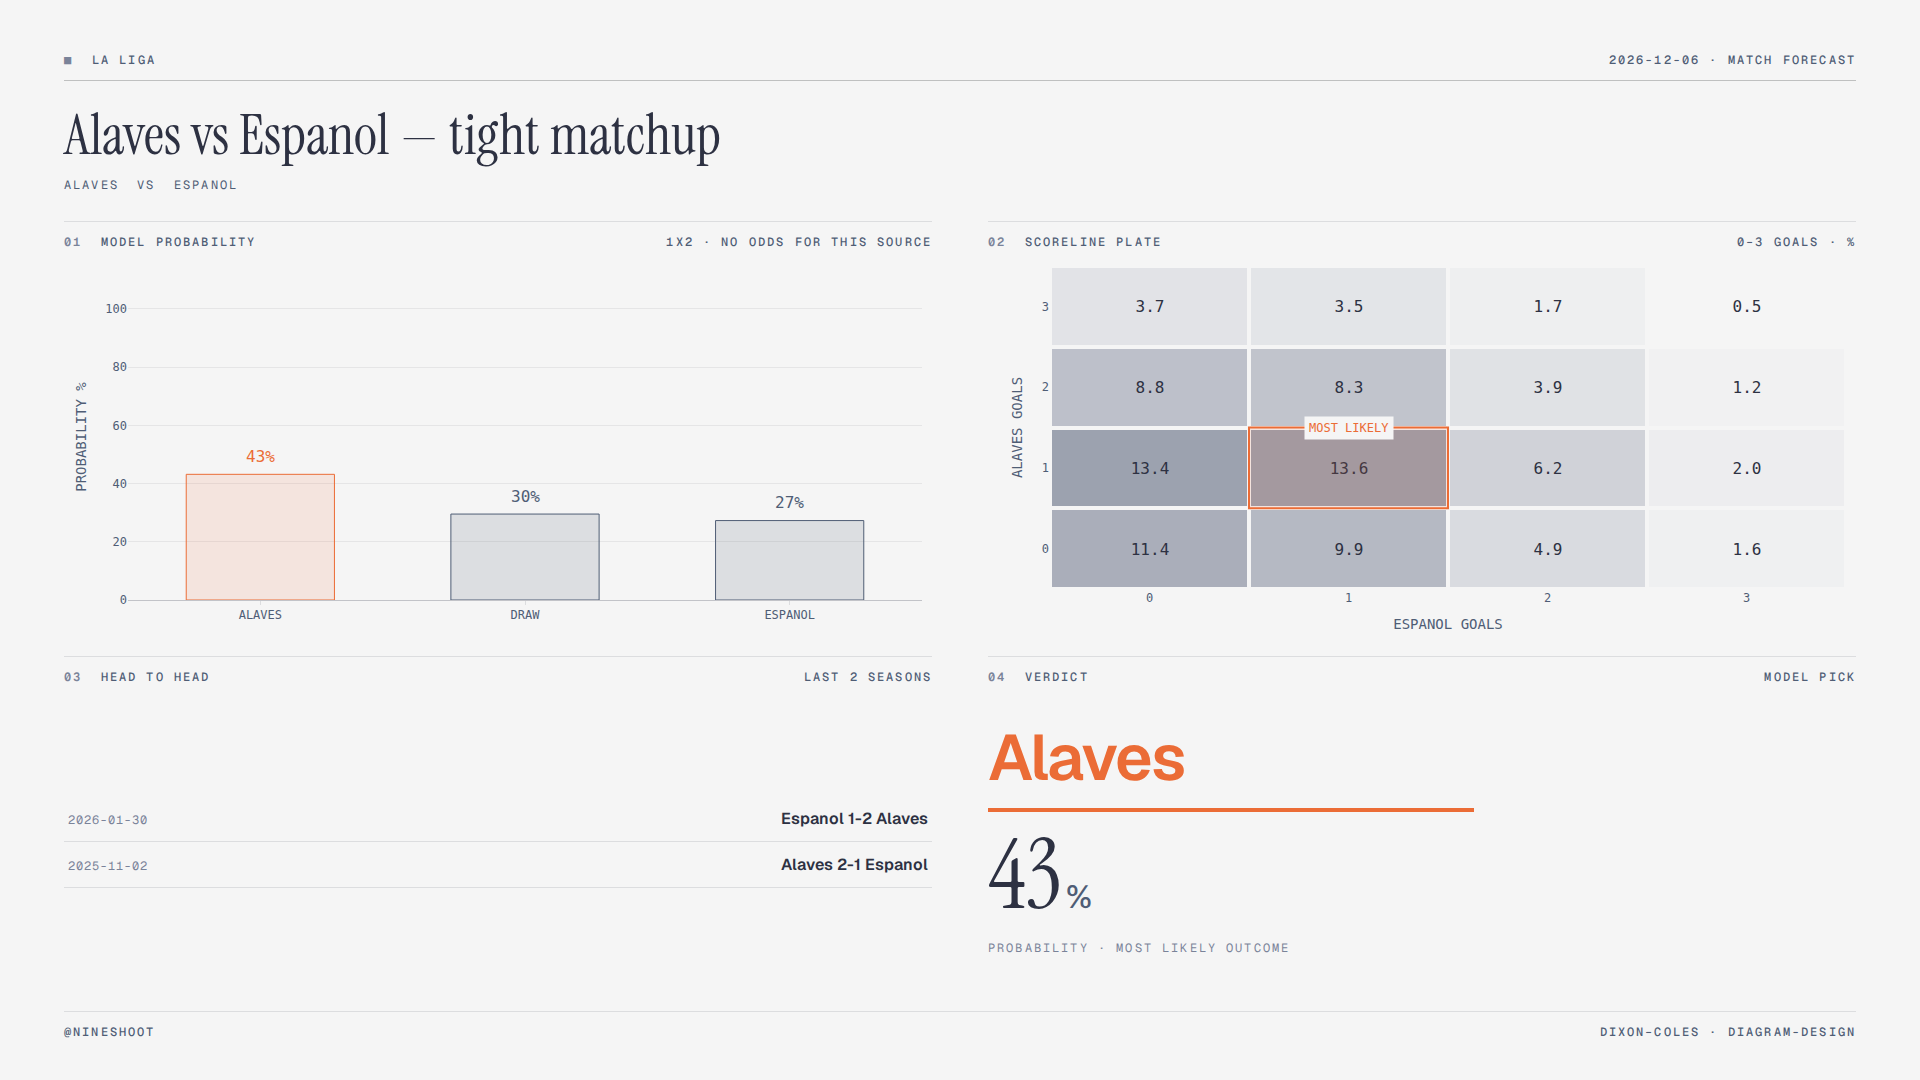 ■ LA LIGA
2026-12-06 · MATCH FORECAST
Alaves vs Espanol — tight matchup
ALAVES VS ESPANOL
01 MODEL PROBABILITY
1X2 · NO ODDS FOR THIS SOURCE
PROBABILITY %
100
80
60
40
20
0
43%
30%
27%
ALAVES
DRAW
ESPANOL
02 SCORELINE PLATE
0–3 GOALS · %
ALAVES GOALS
3 3.7 3.5 1.7 0.5
2 8.8 8.3 3.9 1.2
MOST LIKELY
1 13.4 13.6 6.2 2.0
0 11.4 9.9 4.9 1.6
0 1 2 3
ESPANOL GOALS
03 HEAD TO HEAD
LAST 2 SEASONS
2026-01-30 Espanol 1-2 Alaves
2025-11-02 Alaves 2-1 Espanol
04 VERDICT
MODEL PICK
Alaves
43%
PROBABILITY · MOST LIKELY OUTCOME
@NINESHOOT
DIXON–COLES · DIAGRAM-DESIGN